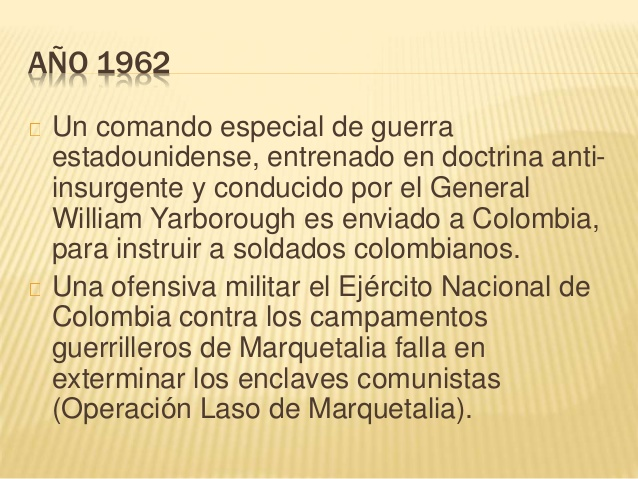 AÑO 1962
Un comando especial de guerra
estadounidense, entrenado en doctrina anti-
insurgente y conducido por el General
William Yarborough es enviado a Colombia,
para instruir a soldados colombianos.
Una ofensiva militar el Ejército Nacional de
Colombia contra los campamentos
guerrilleros de Marquetalia falla en
exterminar los enclaves comunistas
(Operación Laso de Marquetalia).